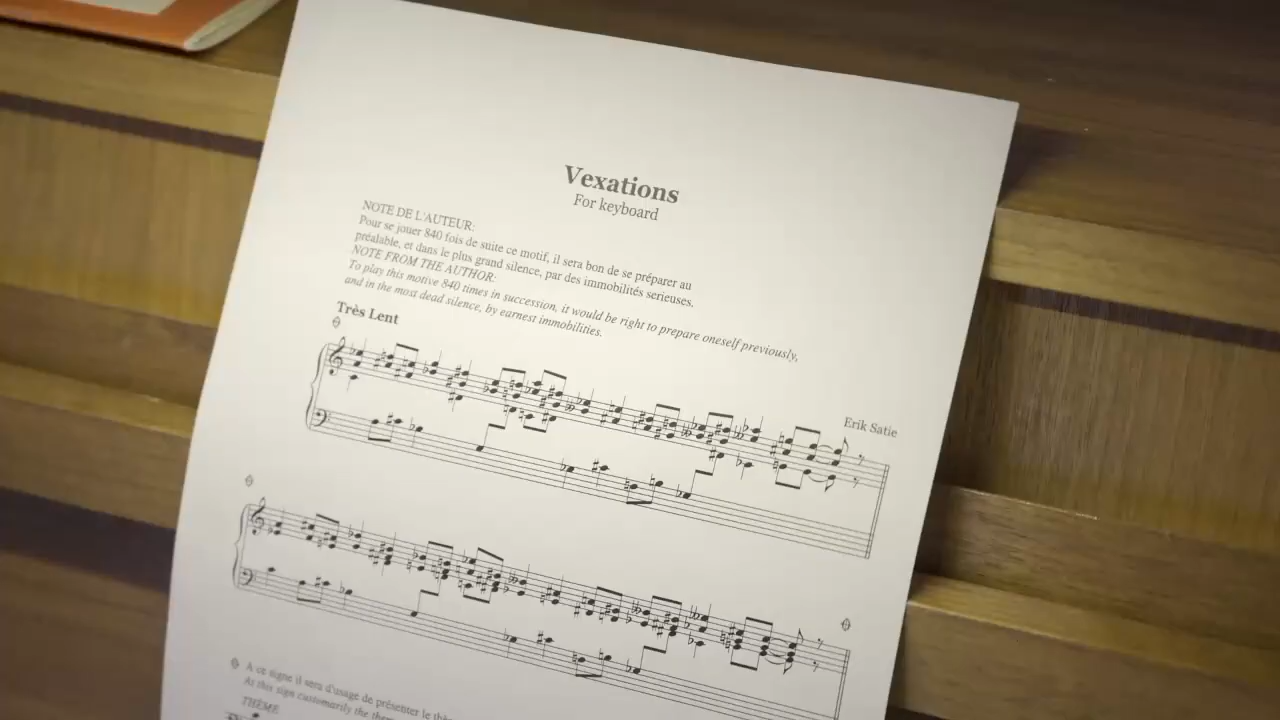 Vexations
For keyboard
NOTE DE L'AUTEUR:
Pour se jouer 840 fois de suite ce motif, il sera bon de se préparer au
préalable, et dans le plus grand silence, par des immobilités serieuses.
NOTE FROM THE AUTHOR:
To play this motive 840 times in succession, it would be right to prepare oneself previously,
and in the most dead silence, by earnest immobilities.
Très Lent
Erik Satie
A ce signe il sera d'usage de présenter le
At this sign customarily the
THEME